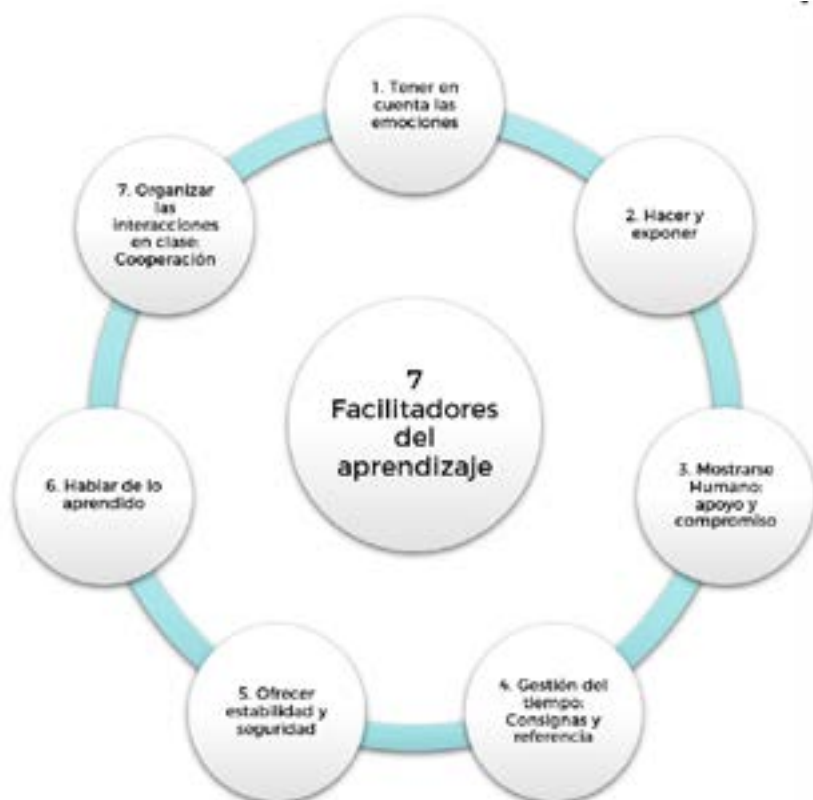 1. Tener en
cuenta las
emociones
2. Hacer y
exponer
3. Mostrarse
Humano:
apoyo y
compromiso
4. Gestión del
tiempo:
Consignas y
referencia
5. Ofrecer
estabilidad y
seguridad
6. Hablar de lo
aprendido
7. Organizar
las
interacciones
en clase:
Cooperación
7
Facilitadores
del
aprendizaje